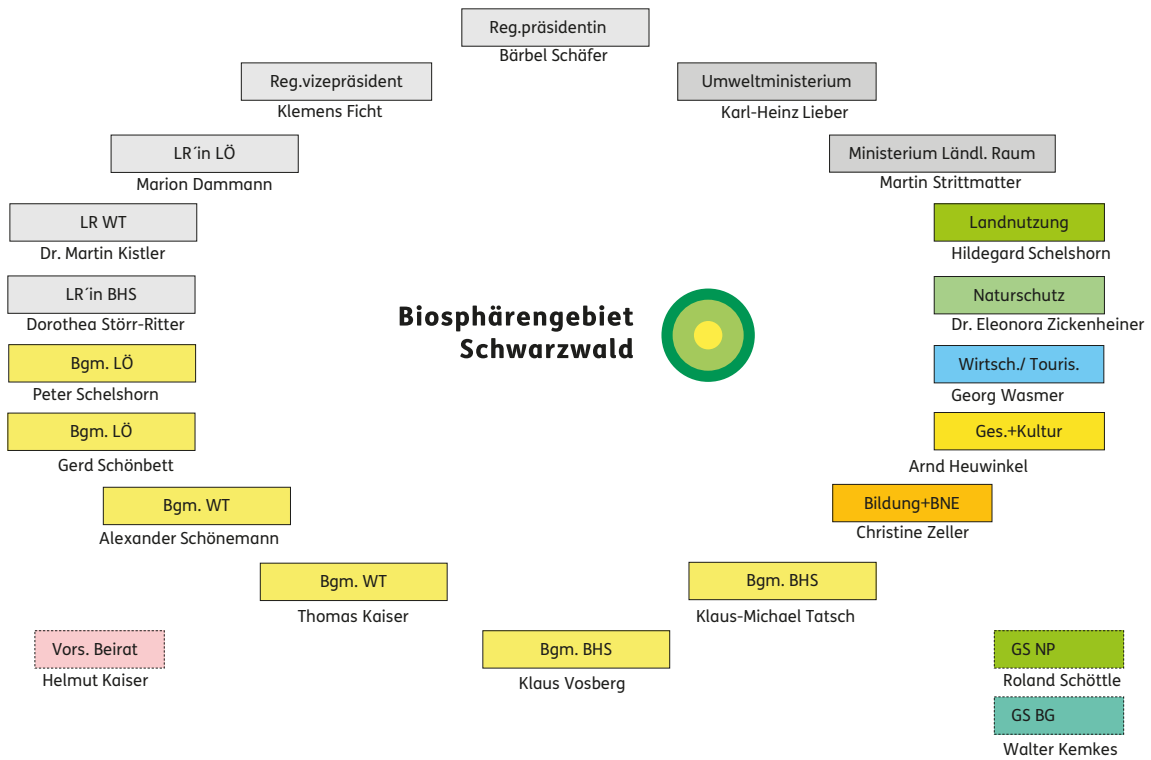 Reg.präsidentin
Bärbel Schäfer
Reg.vizepräsident
Klemens Ficht
Umweltministerium
Karl-Heinz Lieber
LR´in LÖ
Marion Dammann
Ministerium Ländl. Raum
Martin Strittmatter
LR WT
Dr. Martin Kistler
Landnutzung
Hildegard Schelshorn
LR´in BHS
Dorothea Störr-Ritter
Naturschutz
Dr. Eleonora Zickenheiner
Biosphärengebiet
Schwarzwald
Bgm. LÖ
Peter Schelshorn
Wirtsch./ Touris.
Georg Wasmer
Bgm. LÖ
Gerd Schönbett
Ges.+Kultur
Arnd Heuwinkel
Bgm. WT
Alexander Schönemann
Bildung+BNE
Christine Zeller
Bgm. WT
Thomas Kaiser
Bgm. BHS
Klaus-Michael Tatsch
Vors. Beirat
Helmut Kaiser
Bgm. BHS
Klaus Vosberg
GS NP
Roland Schöttle
GS BG
Walter Kemkes